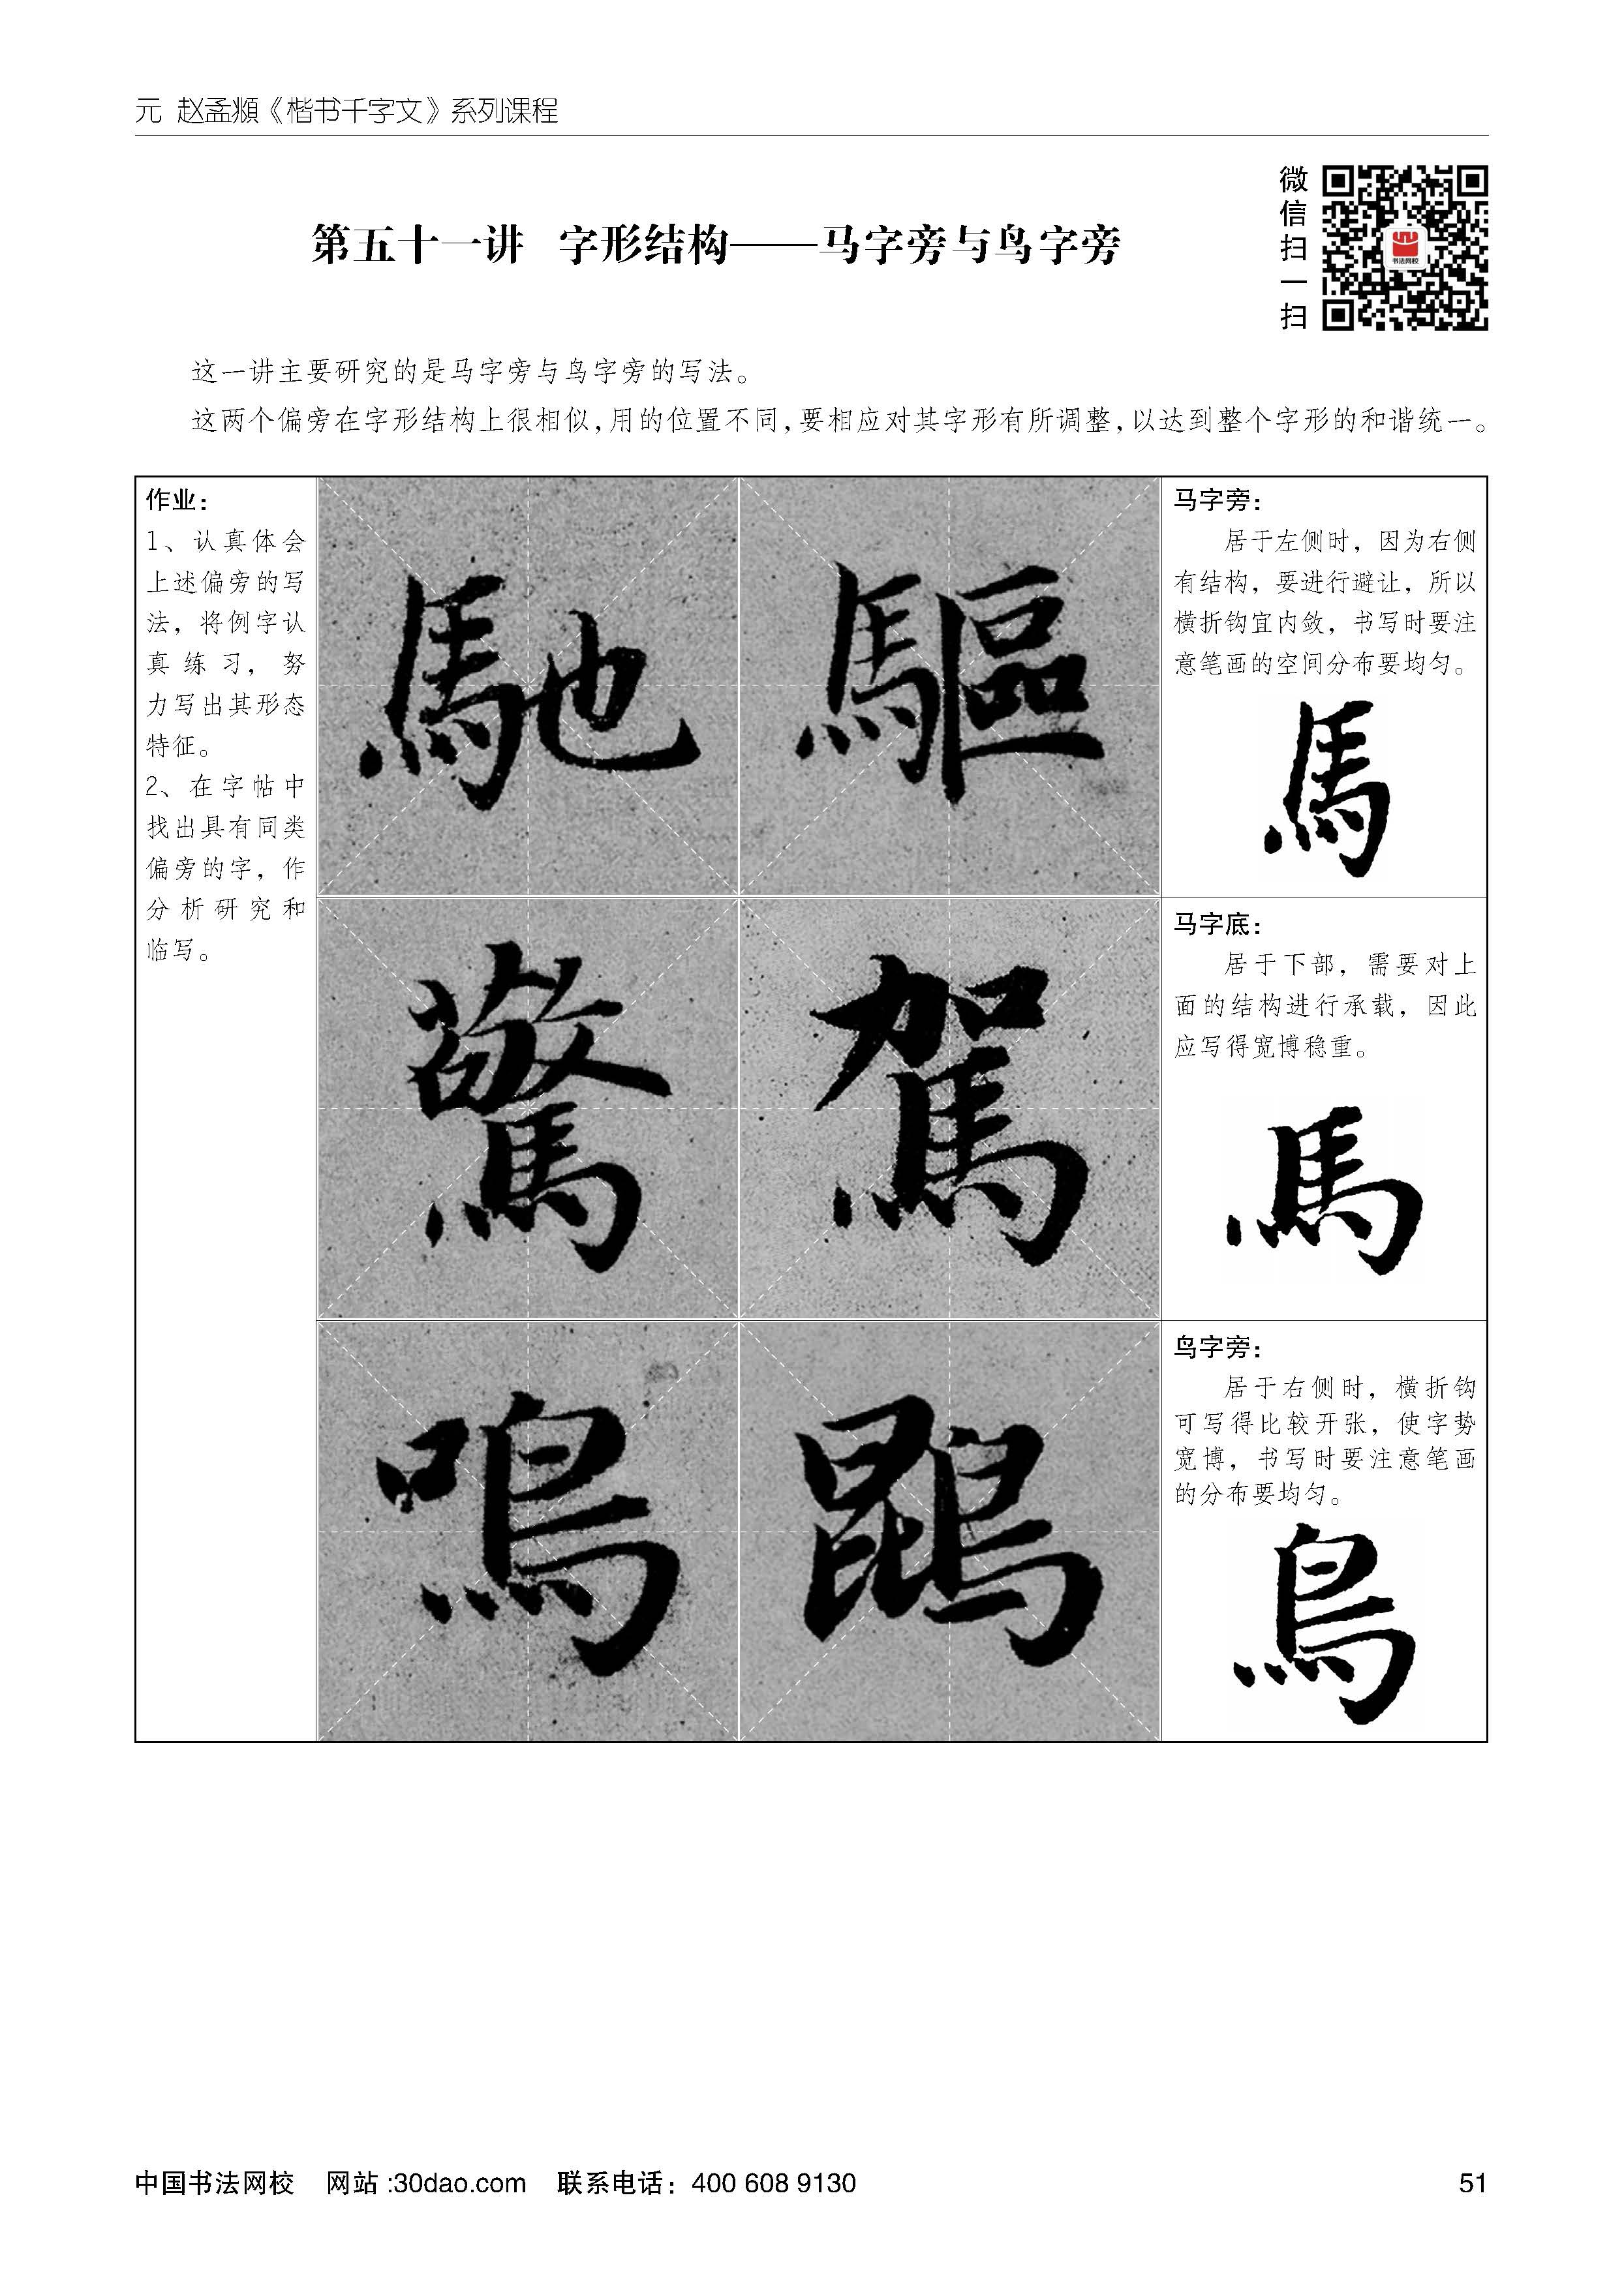 元 赵孟頫《楷书千字文》系列课程
微信扫一扫
书法网校
第五十一讲 字形结构——马字旁与鸟字旁
这一讲主要研究的是马字旁与鸟字旁的写法。
这两个偏旁在字形结构上很相似,用的位置不同,要相应对其字形有所调整,以达到整个字形的和谐统一。
作业：
1、认真体会
上述偏旁的写
法，将例字认
真练习，努
力写出其形态
特征。
2、在字帖中
找出具有同类
偏旁的字，作
分析研究和
临写。
馳 驅
马字旁：
居于左侧时，因为右侧
有结构，要进行避让，所以
横折钩宜内敛，书写时要注
意笔画的空间分布要均匀。
馬
驚 駕
马字底：
居于下部，需要对上
面的结构进行承载，因此
应写得宽博稳重。
馬
鳴 鵾
鸟字旁：
居于右侧时，横折钩
可写得比较开张，使字势
宽博，书写时要注意笔画
的分布要均匀。
鳥
中国书法网校 网站:30dao.com 联系电话：400 608 9130
51